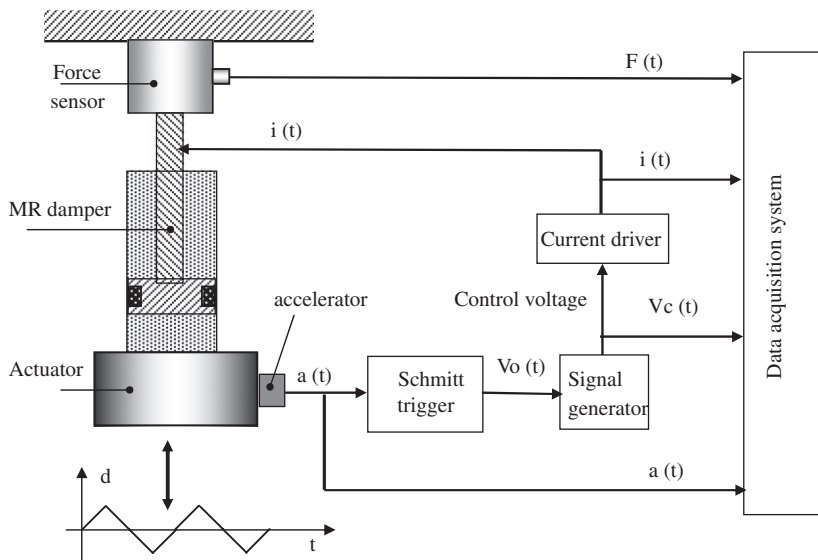 Force
sensor
F (t)
i (t)
i (t)
MR damper
Current driver
accelerator
Control voltage
Vc (t)
Actuator
a (t)
Schmitt
trigger
Vo (t)
Signal
generator
a (t)
d
t
Data acquisition system